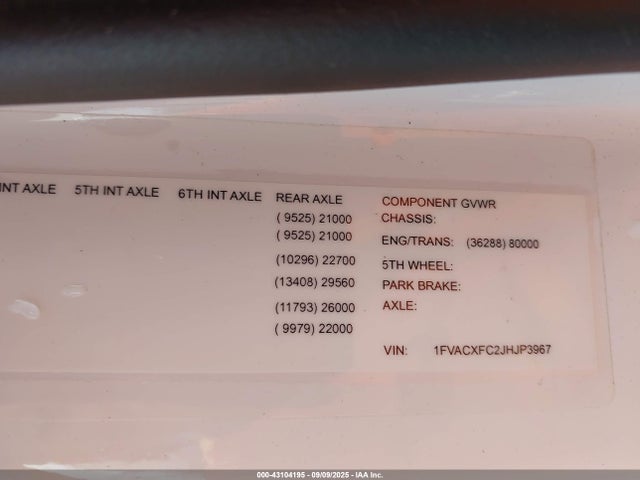 INT AXLE 5TH INT AXLE 6TH INT AXLE REAR AXLE COMPONENT GVWR
( 9525) 21000 CHASSIS:
( 9525) 21000 ENG/TRANS: (36288) 80000
(10296) 22700 5TH WHEEL:
(13408) 29560 PARK BRAKE:
(11793) 26000 AXLE:
( 9979) 22000
VIN: 1FVACXFC2JHJP3967
000-43104195 - 09/09/2025 - IAA Inc.